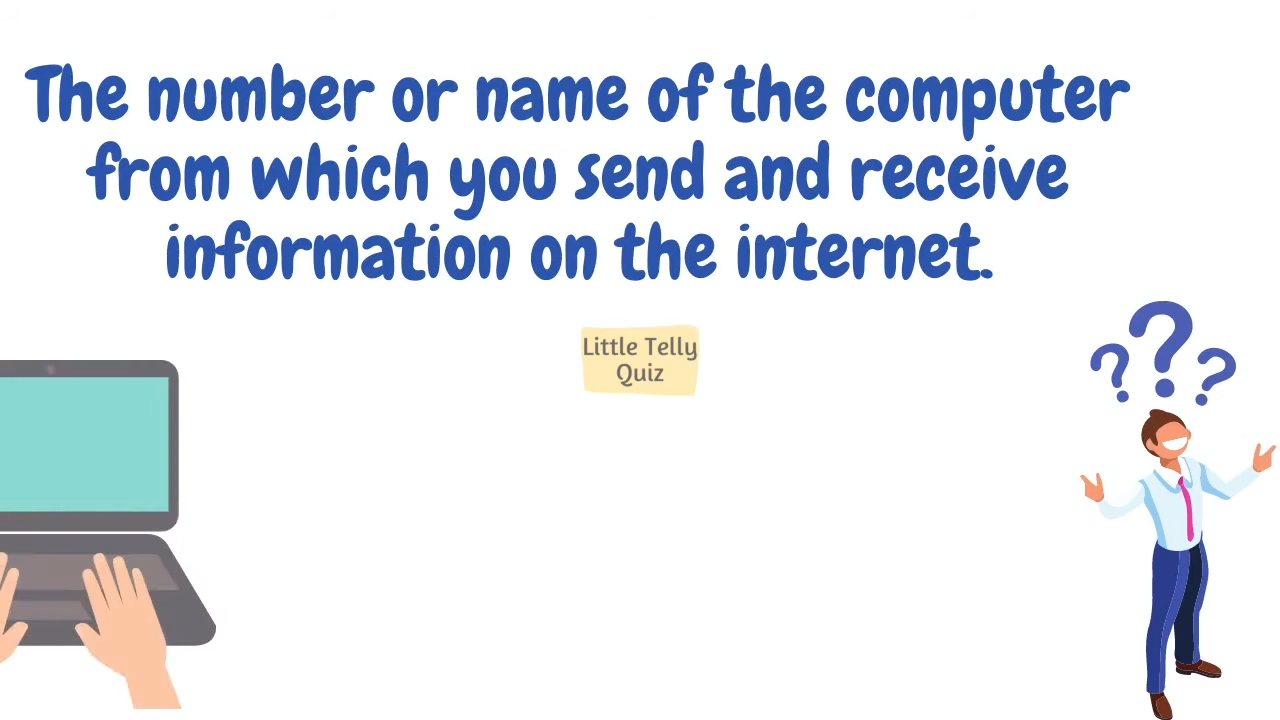 The number or name of the computer
from which you send and receive
information on the internet.
Little Telly
Quiz